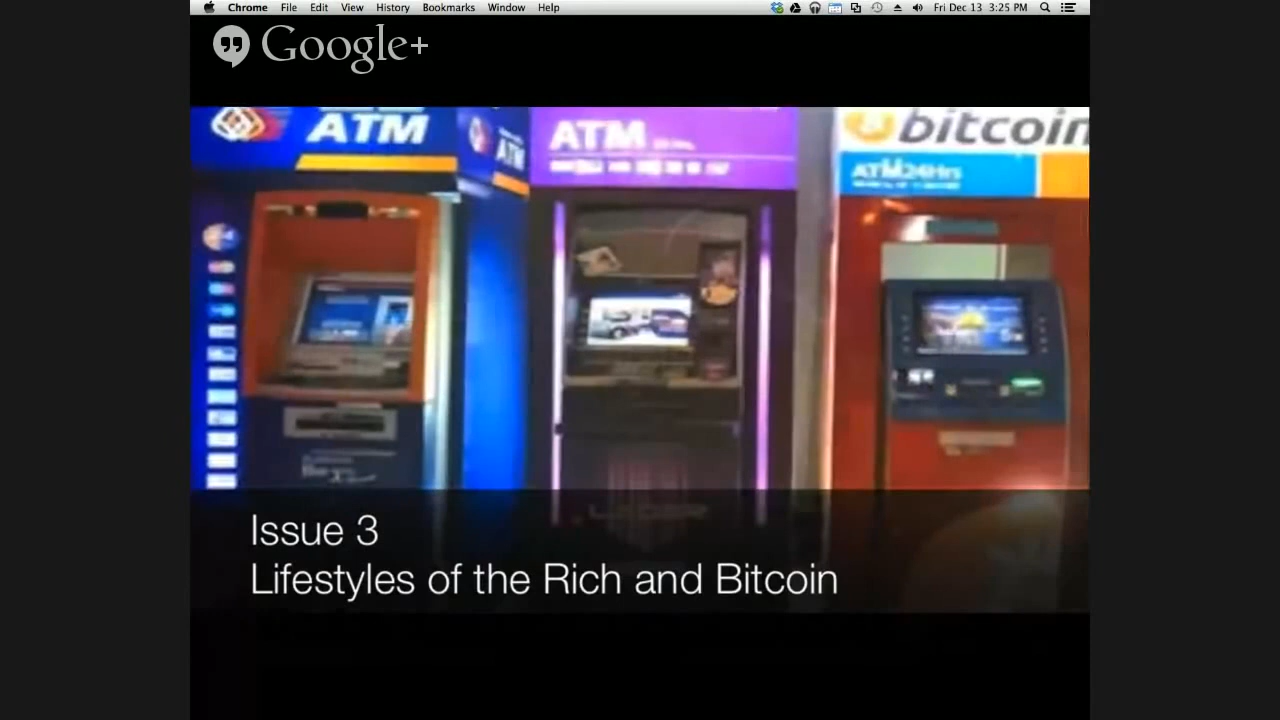 Chrome File Edit View History Bookmarks Window Help Fri Dec 13 3:25 PM
Google+
ATM
ATM
ATM
bitcoin
ATM24Hrs
Issue 3
Lifestyles of the Rich and Bitcoin